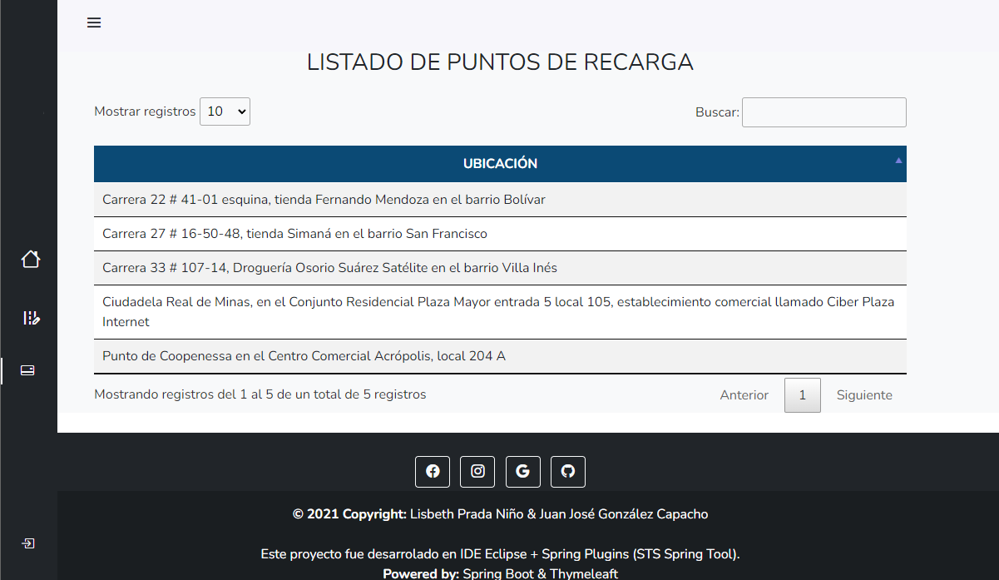 LISTADO DE PUNTOS DE RECARGA
Mostrar registros 10
Buscar:
UBICACIÓN
Carrera 22 # 41-01 esquina, tienda Fernando Mendoza en el barrio Bolívar
Carrera 27 # 16-50-48, tienda Simaná en el barrio San Francisco
Carrera 33 # 107-14, Droguería Osorio Suárez Satélite en el barrio Villa Inés
Ciudadela Real de Minas, en el Conjunto Residencial Plaza Mayor entrada 5 local 105, establecimiento comercial llamado Ciber Plaza
Internet
Punto de Coopenessa en el Centro Comercial Acrópolis, local 204 A
Mostrando registros del 1 al 5 de un total de 5 registros
Anterior 1 Siguiente
© 2021 Copyright: Lisbeth Prada Niño & Juan José González Capacho
Este proyecto fue desarrolado en IDE Eclipse + Spring Plugins (STS Spring Tool).
Powered by: Spring Boot & Thymeleaft